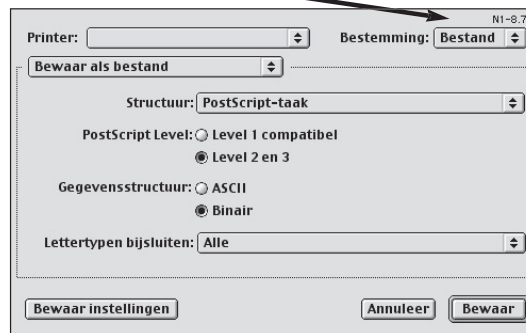 N1-8.7
Printer: Bestemming: Bestand
Bewaar als bestand
Structuur: PostScript-taak
PostScript Level: Level 1 compatibel
Level 2 en 3
Gegevensstructuur: ASCII
Binair
Lettertypen bijsluiten: Alle
Bewaar instellingen Annuleer Bewaar